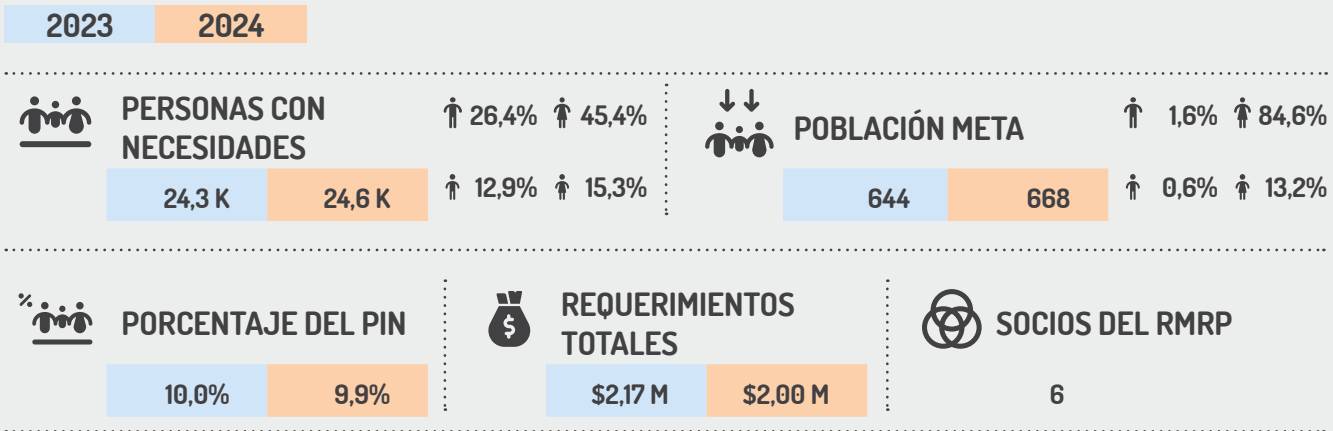 2023 2024
PERSONAS CON
NECESIDADES
26,4% 45,4%
24,3 K 24,6 K
12,9% 15,3%
POBLACIÓN META
1,6% 84,6%
644 668
0,6% 13,2%
%
PORCENTAJE DEL PIN
10,0% 9,9%
$
REQUERIMIENTOS
TOTALES
$2,17 M $2,00 M
SOCIOS DEL RMRP
6